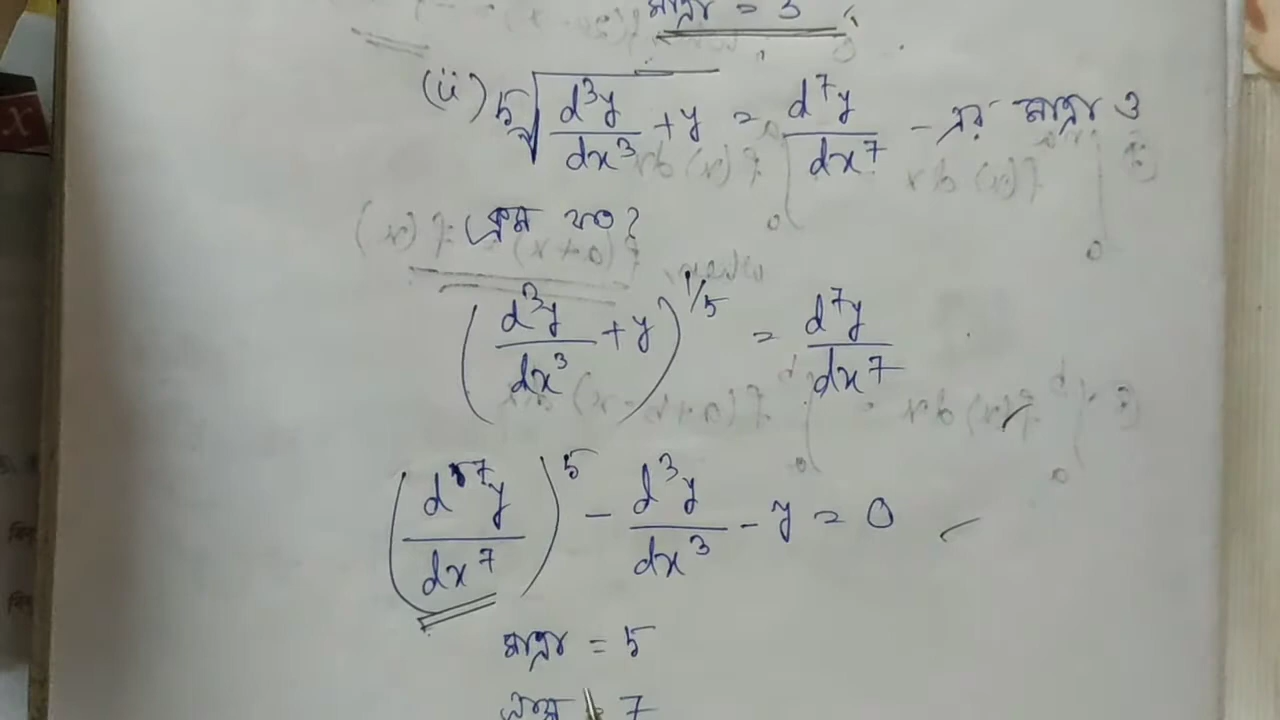 মাত্রা = 3
(ii) ⁵√(d³y/dx³ + y) = d⁷y/dx⁷ - এর মাত্রা ও
ক্রম কত?
(d³y/dx³ + y)^1/5 = d⁷y/dx⁷
(d⁷y/dx⁷)⁵ - d³y/dx³ - y = 0
মাত্রা = 5
ক্রম = 7